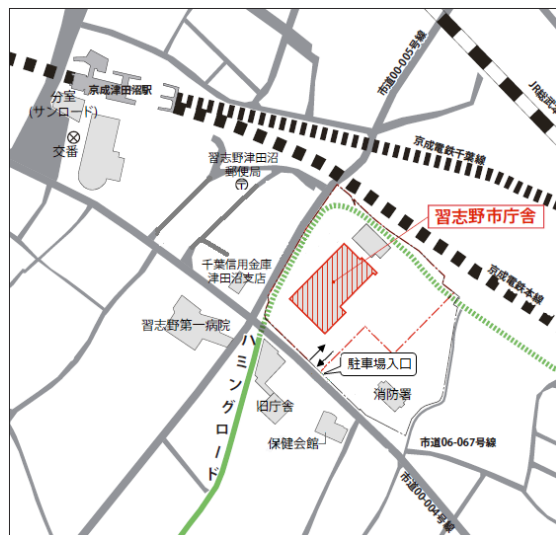 市道00-005号線
JR総武本
京成津田沼駅
分室
(サンロード)
交番
京成電鉄千葉線
習志野津田沼
郵便局
習志野市庁舎
京成電鉄本線
千葉信用金庫
津田沼支店
習志野第一病院
ハミングロード
駐車場入口
消防署
旧庁舎
保健会館
市道06-067号線
市道00-004号線